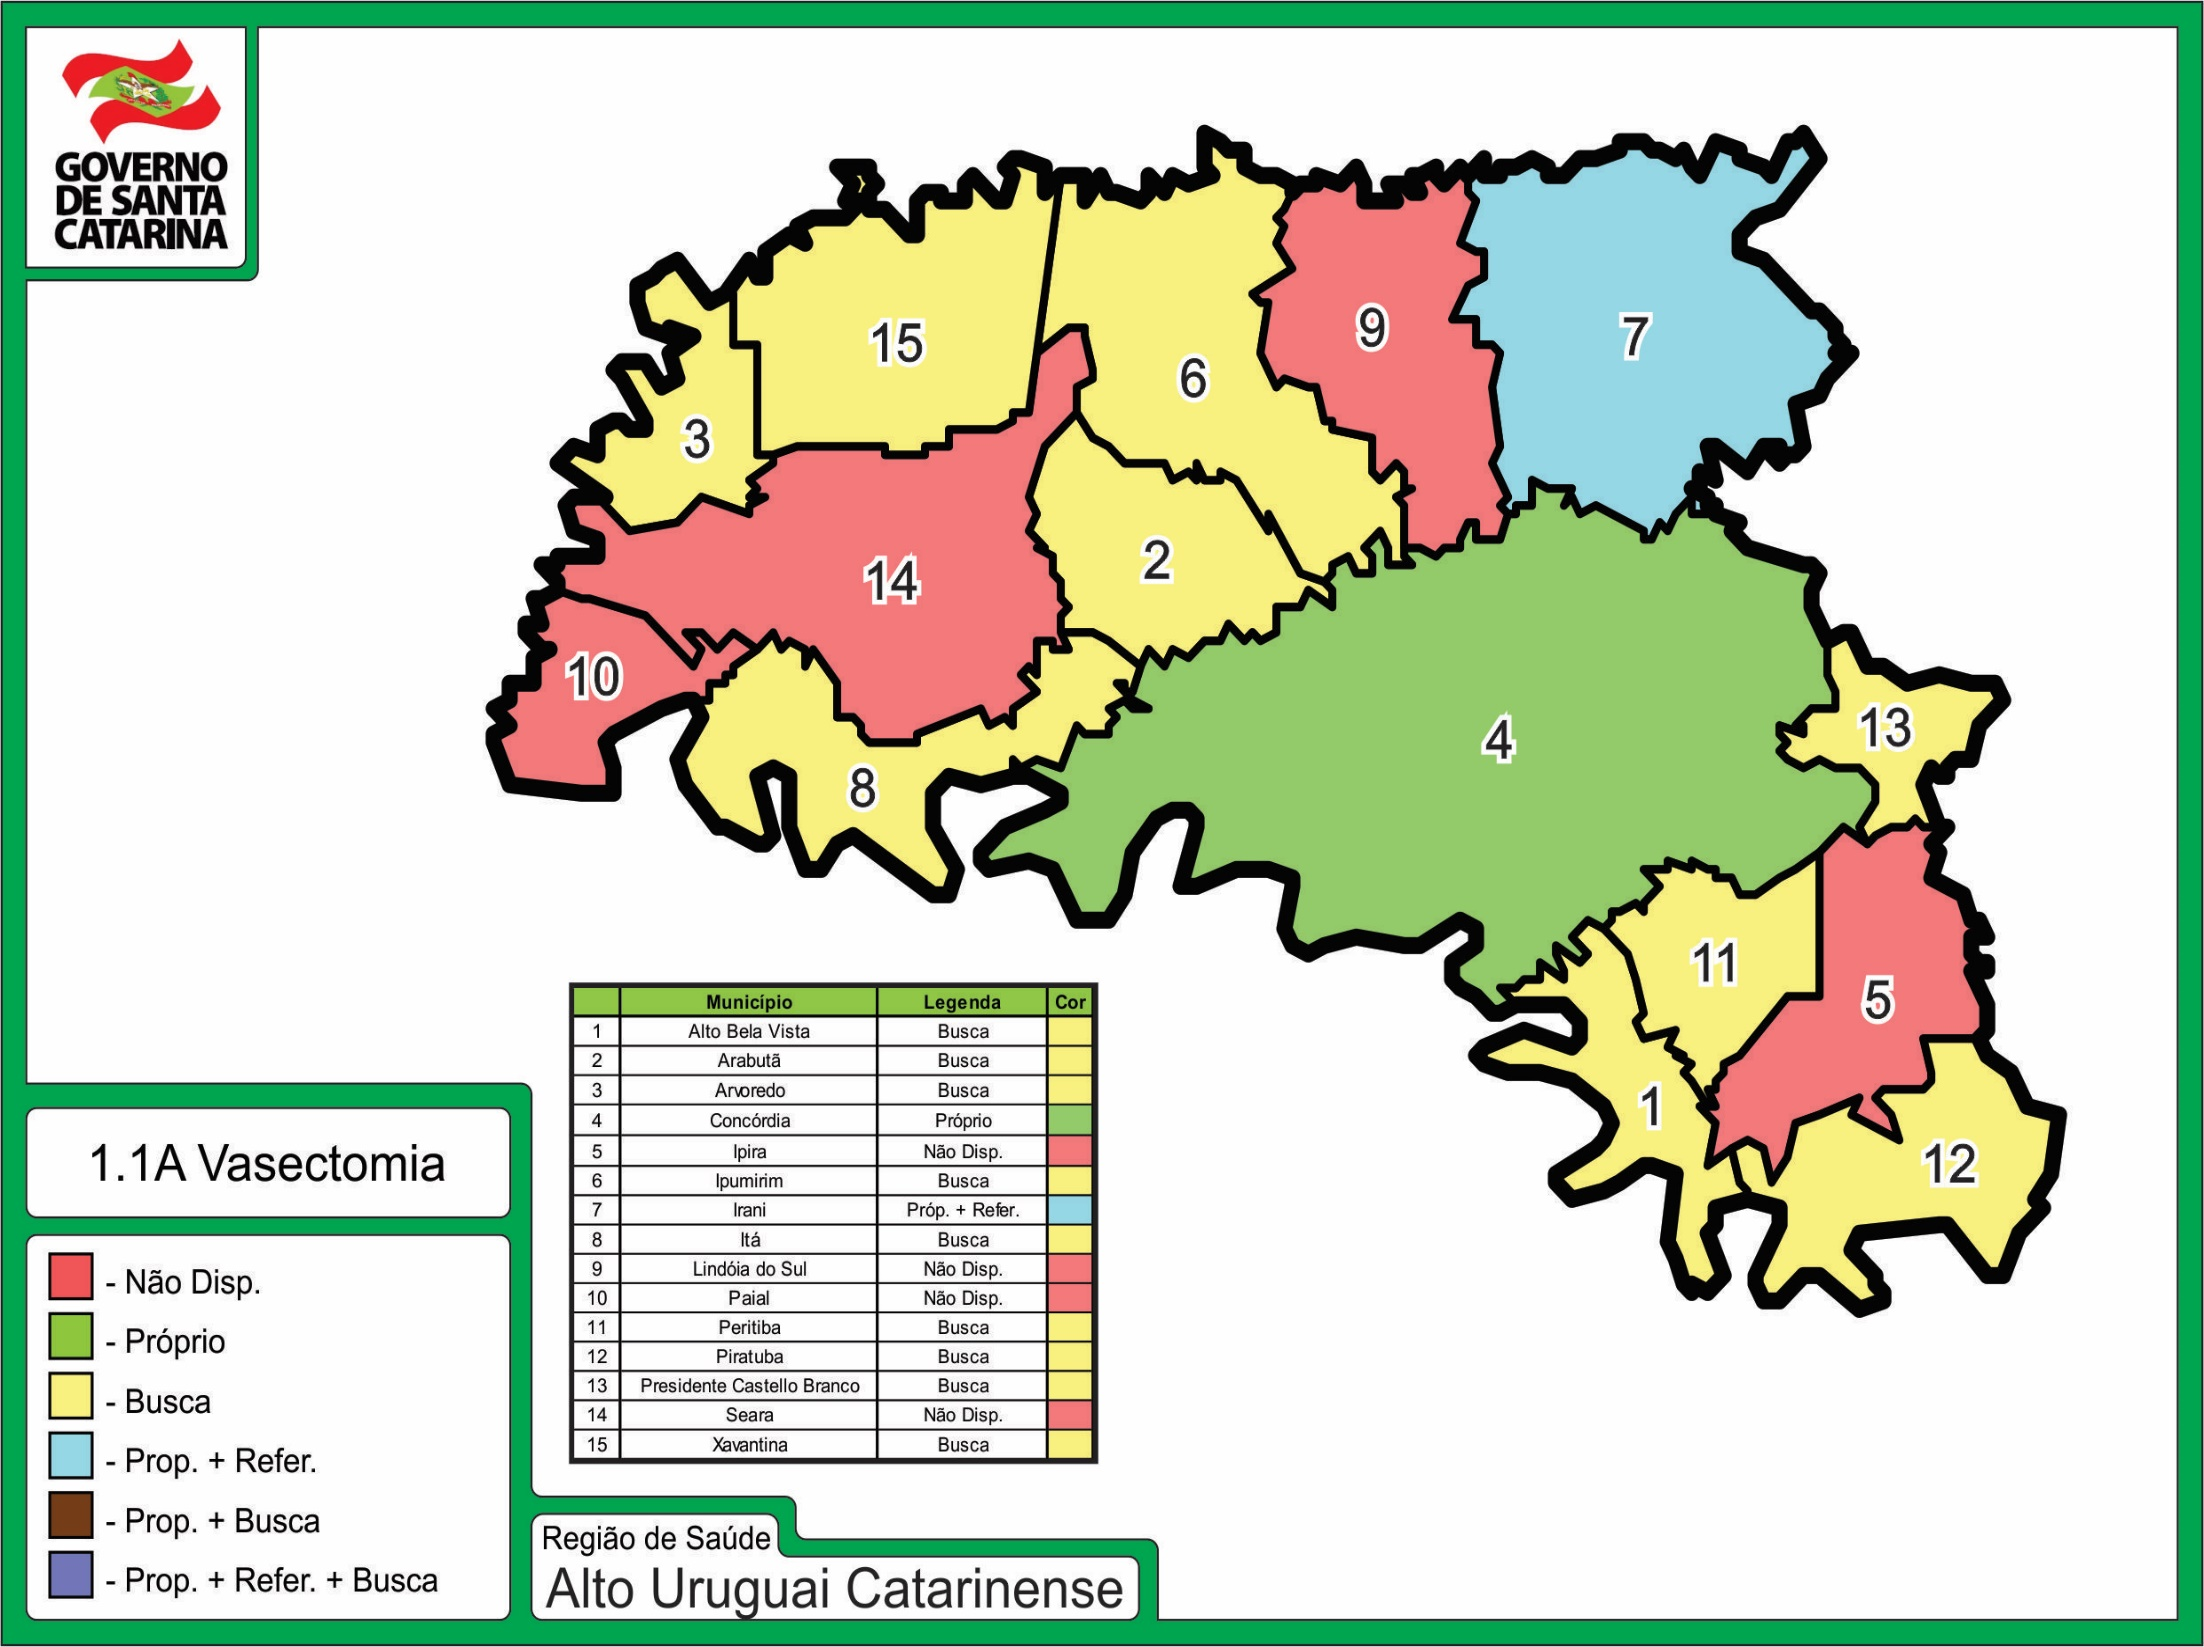 GOVERNO
DE SANTA
CATARINA
15
6
9
7
3
2
14
10
4
13
8
11
5
1
12
Município Legenda Cor
1 Alto Bela Vista Busca
2 Arabutã Busca
3 Arvoredo Busca
4 Concórdia Próprio
5 Ipira Não Disp.
6 Ipumirim Busca
7 Irani Próp. + Refer.
8 Itá Busca
9 Lindóia do Sul Não Disp.
10 Paial Não Disp.
11 Peritiba Busca
12 Piratuba Busca
13 Presidente Castello Branco Busca
14 Seara Não Disp.
15 Xavantina Busca
1.1A Vasectomia
- Não Disp.
- Próprio
- Busca
- Prop. + Refer.
- Prop. + Busca
- Prop. + Refer. + Busca
Região de Saúde
Alto Uruguai Catarinense